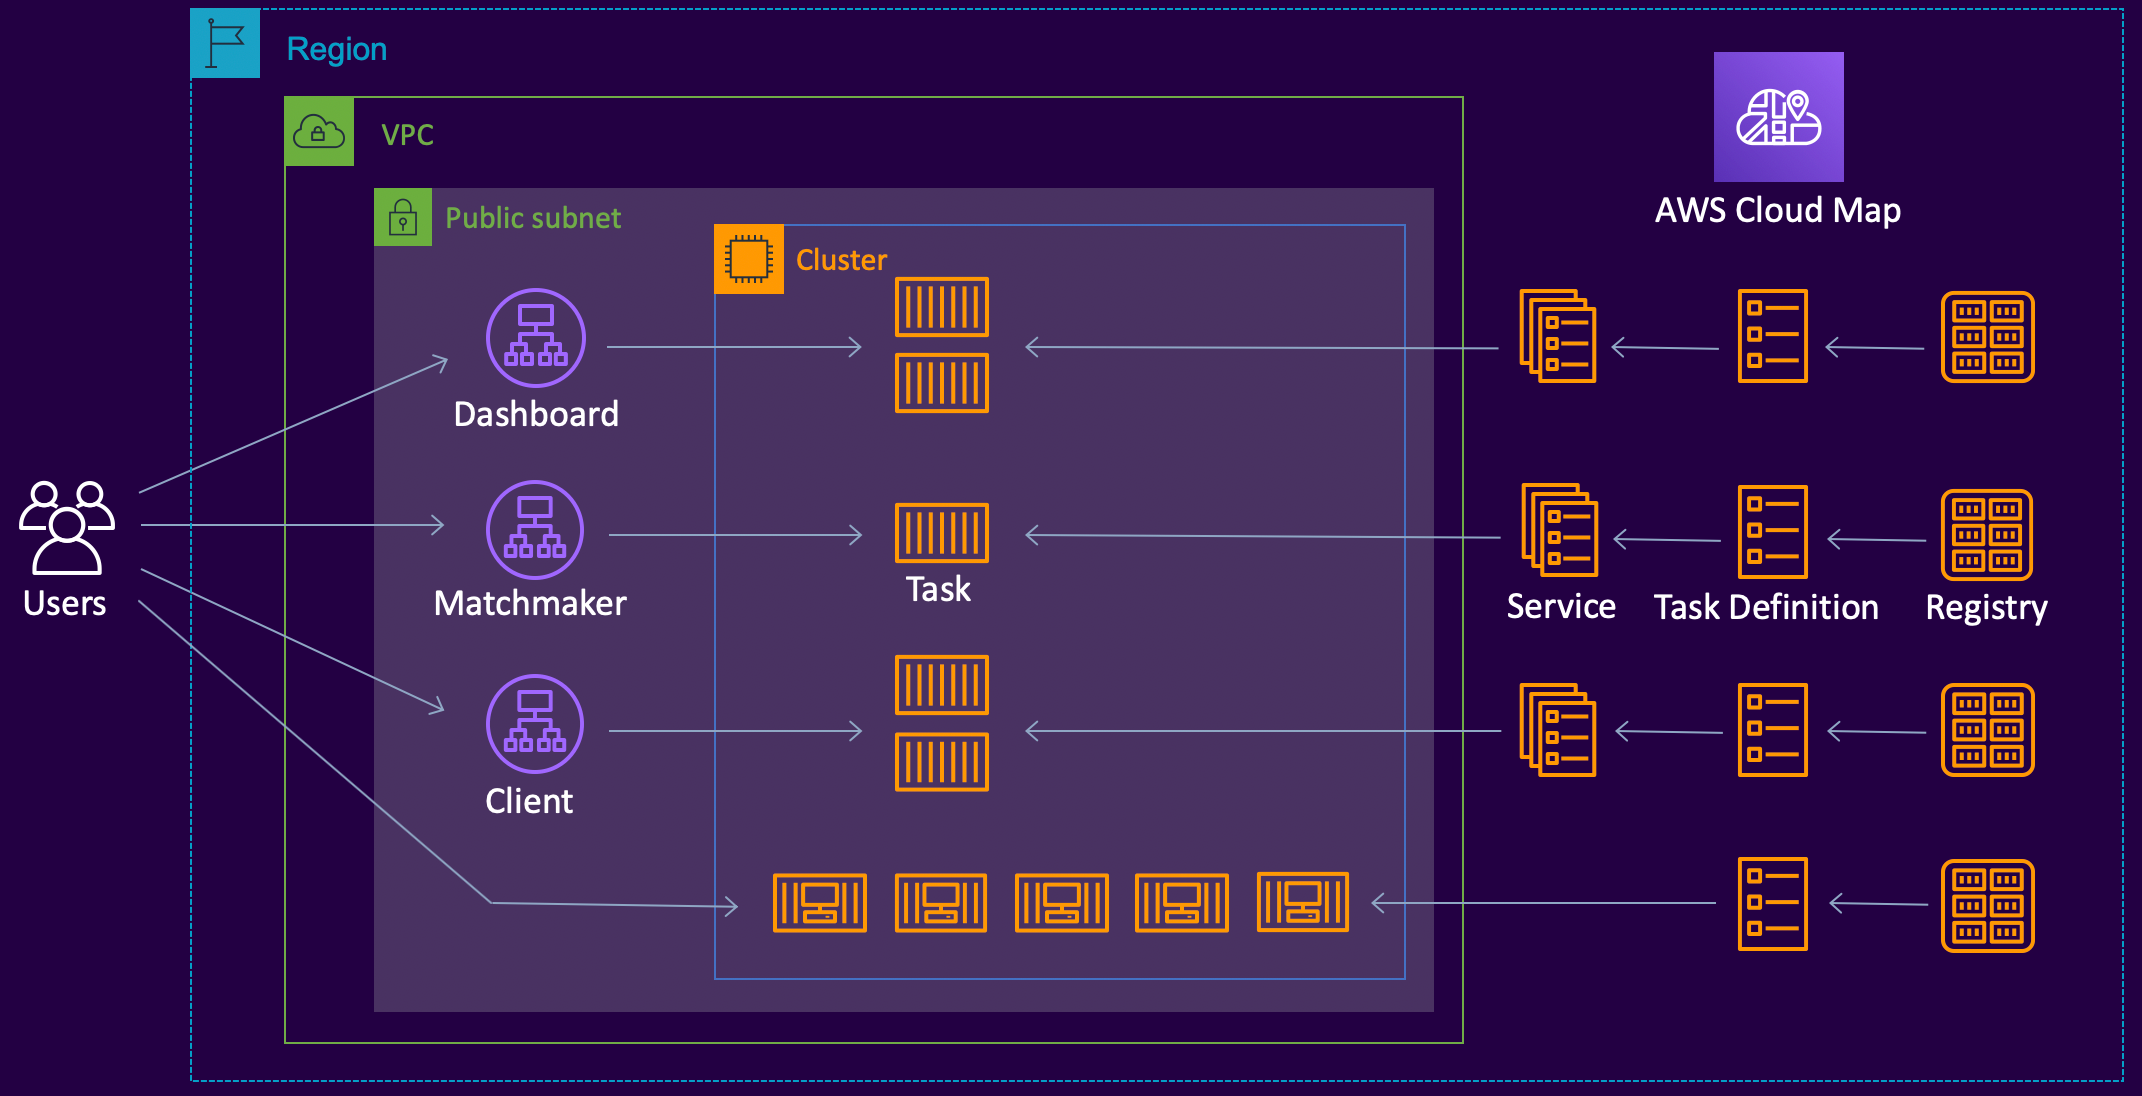 Region
VPC
AWS Cloud Map
Public subnet
Cluster
Dashboard
Users
Matchmaker
Task
Service
Task Definition
Registry
Client